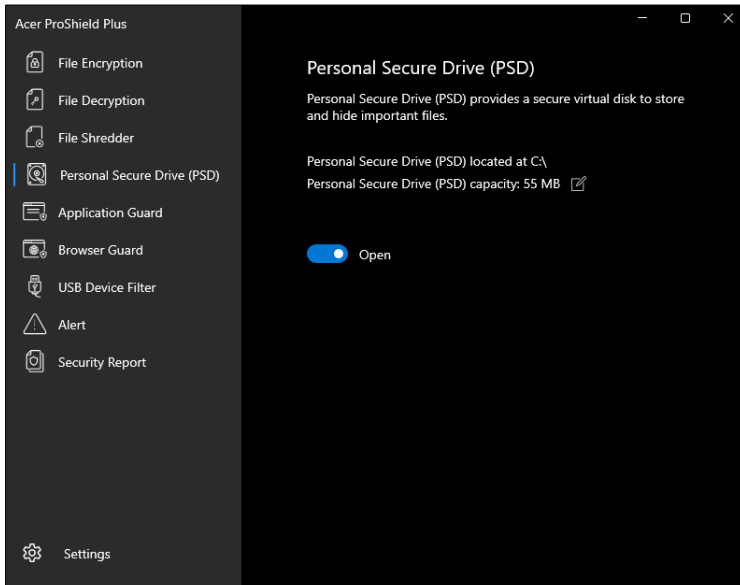 Acer ProShield Plus
File Encryption
File Decryption
File Shredder
Personal Secure Drive (PSD)
Application Guard
Browser Guard
USB Device Filter
Alert
Security Report
Settings
Personal Secure Drive (PSD)
Personal Secure Drive (PSD) provides a secure virtual disk to store
and hide important files.
Personal Secure Drive (PSD) located at C:\
Personal Secure Drive (PSD) capacity: 55 MB
Open